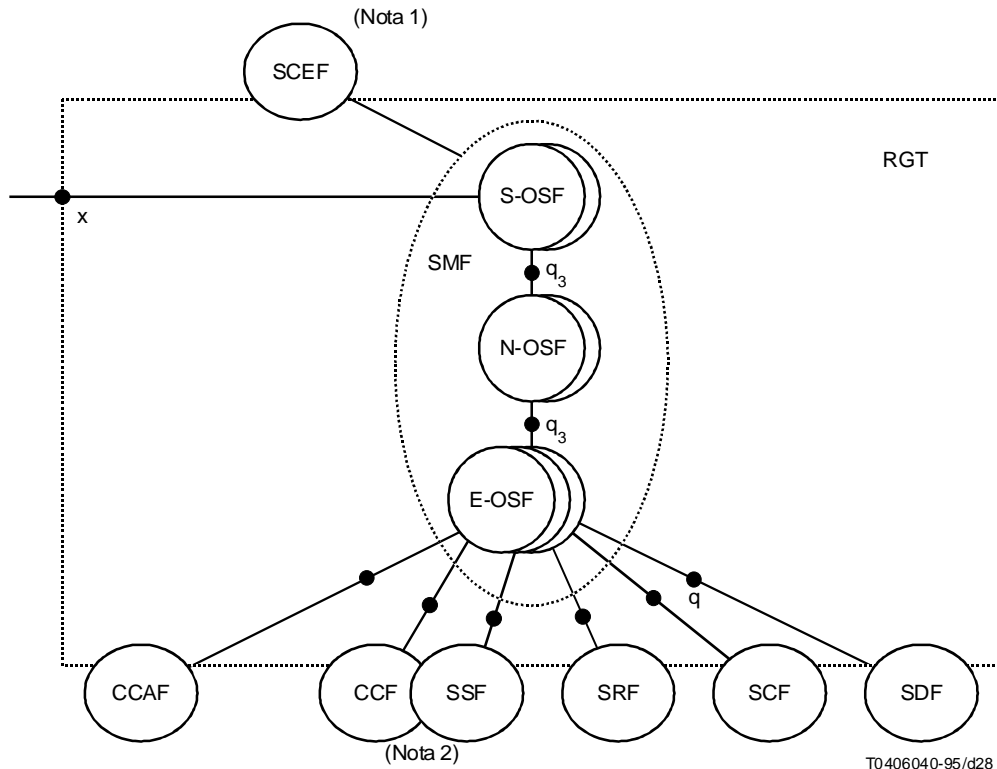 (Nota 1)
SCEF
RGT
S-OSF
x
SMF
q3
N-OSF
q3
E-OSF
q
CCAF
CCF
SSF
SRF
SCF
SDF
(Nota 2)
T0406040-95/d28